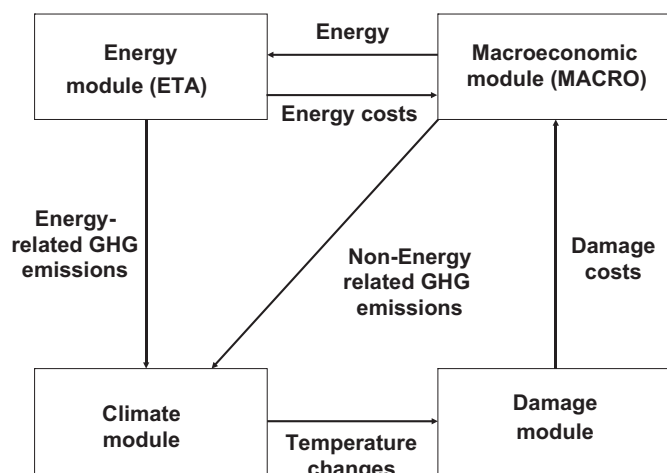 Energy
module (ETA)
Energy
Macroeconomic
module (MACRO)
Energy costs
Energy-
related GHG
emissions
Non-Energy
related GHG
emissions
Damage
costs
Climate
module
Temperature
changes
Damage
module